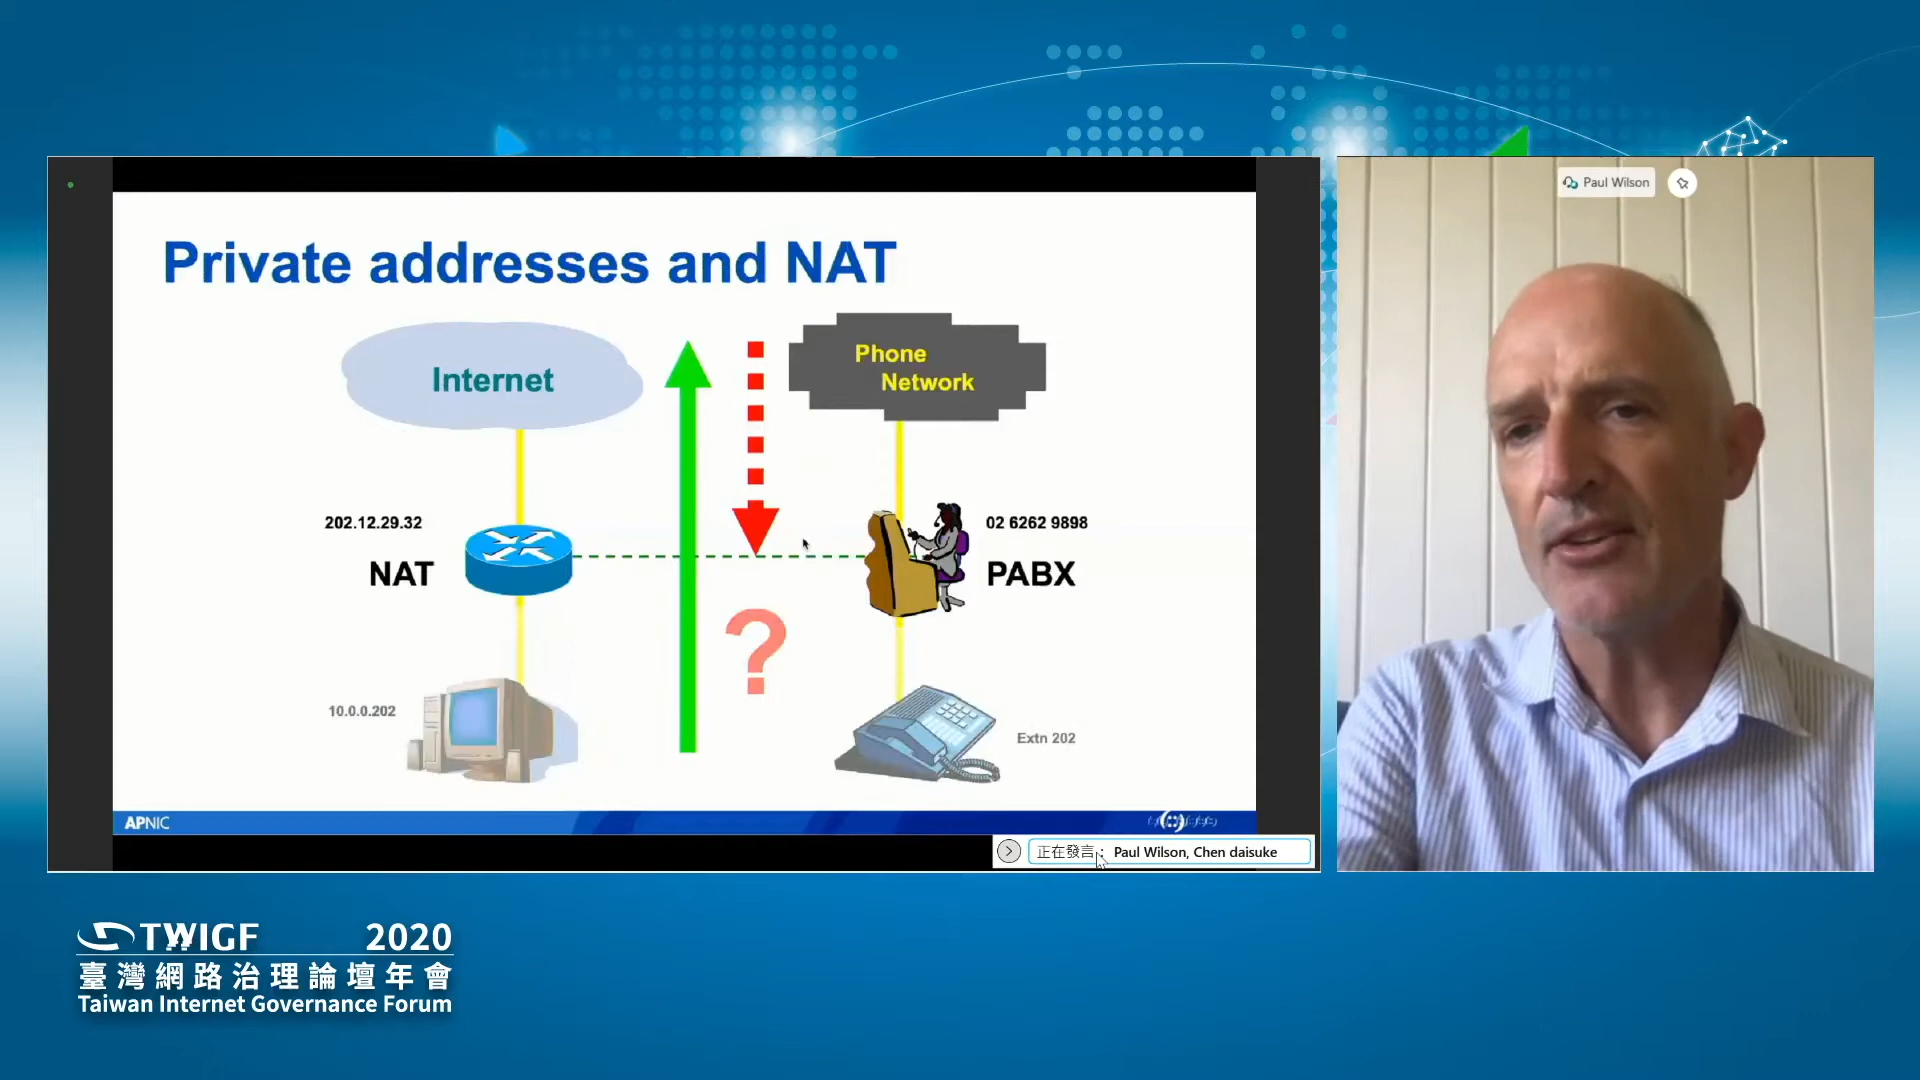 Private addresses and NAT
Internet
Phone
Network
202.12.29.32
NAT
02 6262 9898
PABX
10.0.0.202
Extn 202
APNIC
正在發言： Paul Wilson, Chen daisuke
Paul Wilson
TWIGF 2020
臺灣網路治理論壇年會
Taiwan Internet Governance Forum